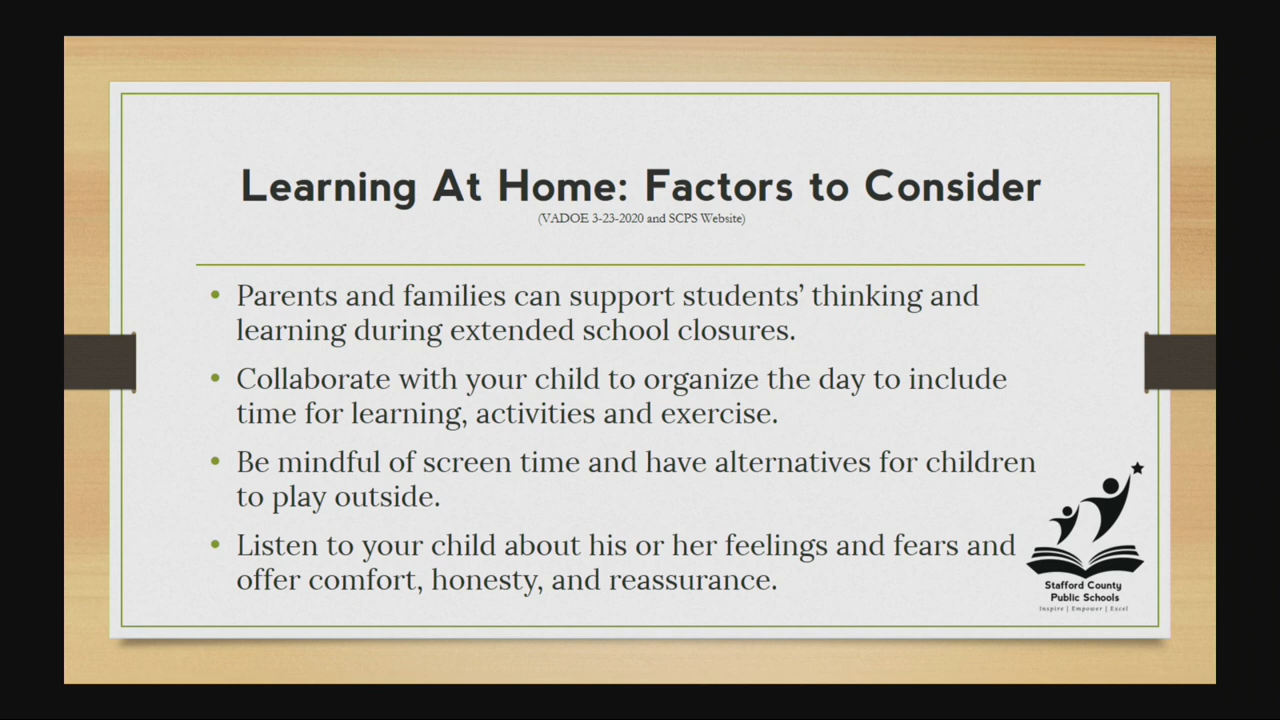 Learning At Home: Factors to Consider
(VADOE 3-23-2020 and SCPS Website)
• Parents and families can support students’ thinking and
learning during extended school closures.
• Collaborate with your child to organize the day to include
time for learning, activities and exercise.
• Be mindful of screen time and have alternatives for children
to play outside.
• Listen to your child about his or her feelings and fears and
offer comfort, honesty, and reassurance.
Stafford County
Public Schools
Inspire | Empower | Excel